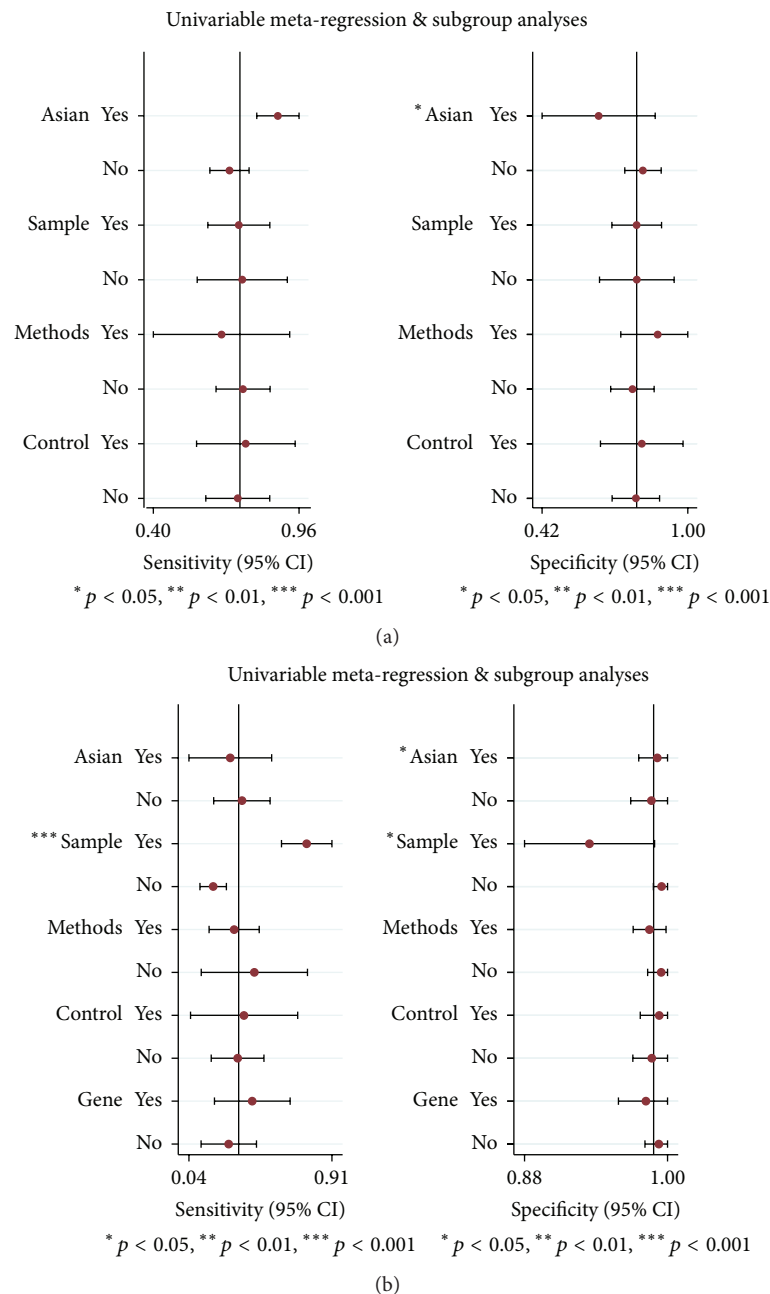 Univariable meta-regression & subgroup analyses
Asian Yes
No
Sample Yes
No
Methods Yes
No
Control Yes
No
0.40 0.96
Sensitivity (95% CI)
* p < 0.05, ** p < 0.01, *** p < 0.001
* Asian Yes
No
Sample Yes
No
Methods Yes
No
Control Yes
No
0.42 1.00
Specificity (95% CI)
* p < 0.05, ** p < 0.01, *** p < 0.001
(a)
Univariable meta-regression & subgroup analyses
Asian Yes
No
*** Sample Yes
No
Methods Yes
No
Control Yes
No
Gene Yes
No
0.04 0.91
Sensitivity (95% CI)
* p < 0.05, ** p < 0.01, *** p < 0.001
* Asian Yes
No
* Sample Yes
No
Methods Yes
No
Control Yes
No
Gene Yes
No
0.88 1.00
Specificity (95% CI)
* p < 0.05, ** p < 0.01, *** p < 0.001
(b)